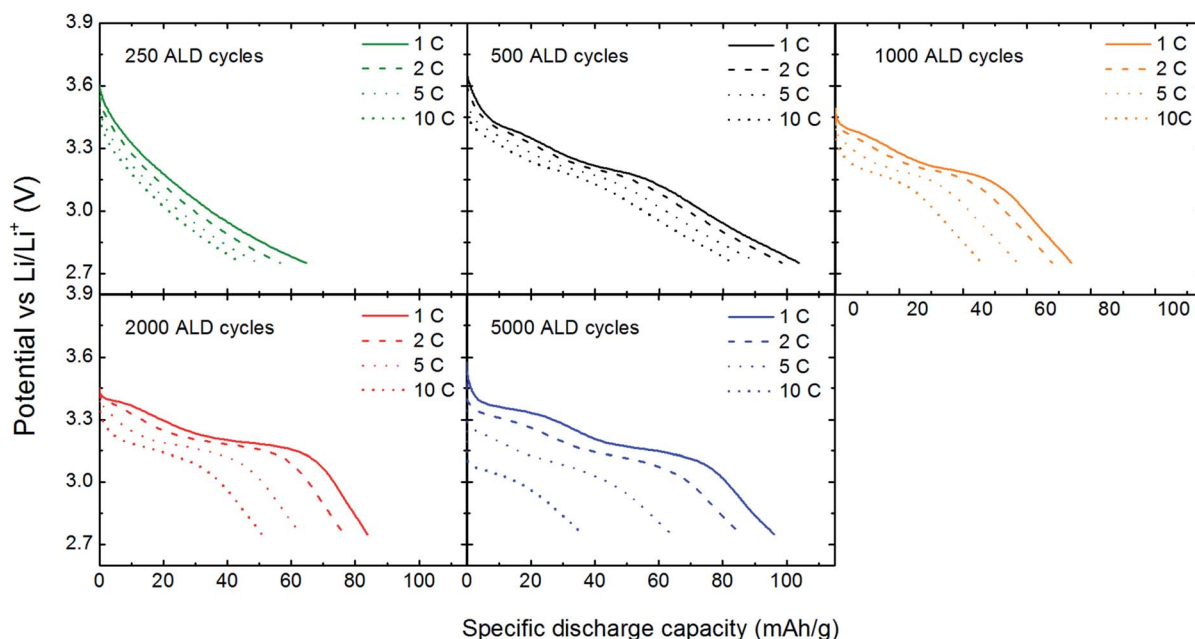 3.9
3.6
3.3
3.0
2.7
250 ALD cycles
1 C
2 C
5 C
10 C
500 ALD cycles
1 C
2 C
5 C
10 C
1000 ALD cycles
1 C
2 C
5 C
10C
0 20 40 60 80 100
3.9
3.6
3.3
3.0
2.7
2000 ALD cycles
1 C
2 C
5 C
10 C
5000 ALD cycles
1 C
2 C
5 C
10 C
0 20 40 60 80 100
0 20 40 60 80 100
Potential vs Li/Li⁺ (V)
Specific discharge capacity (mAh/g)